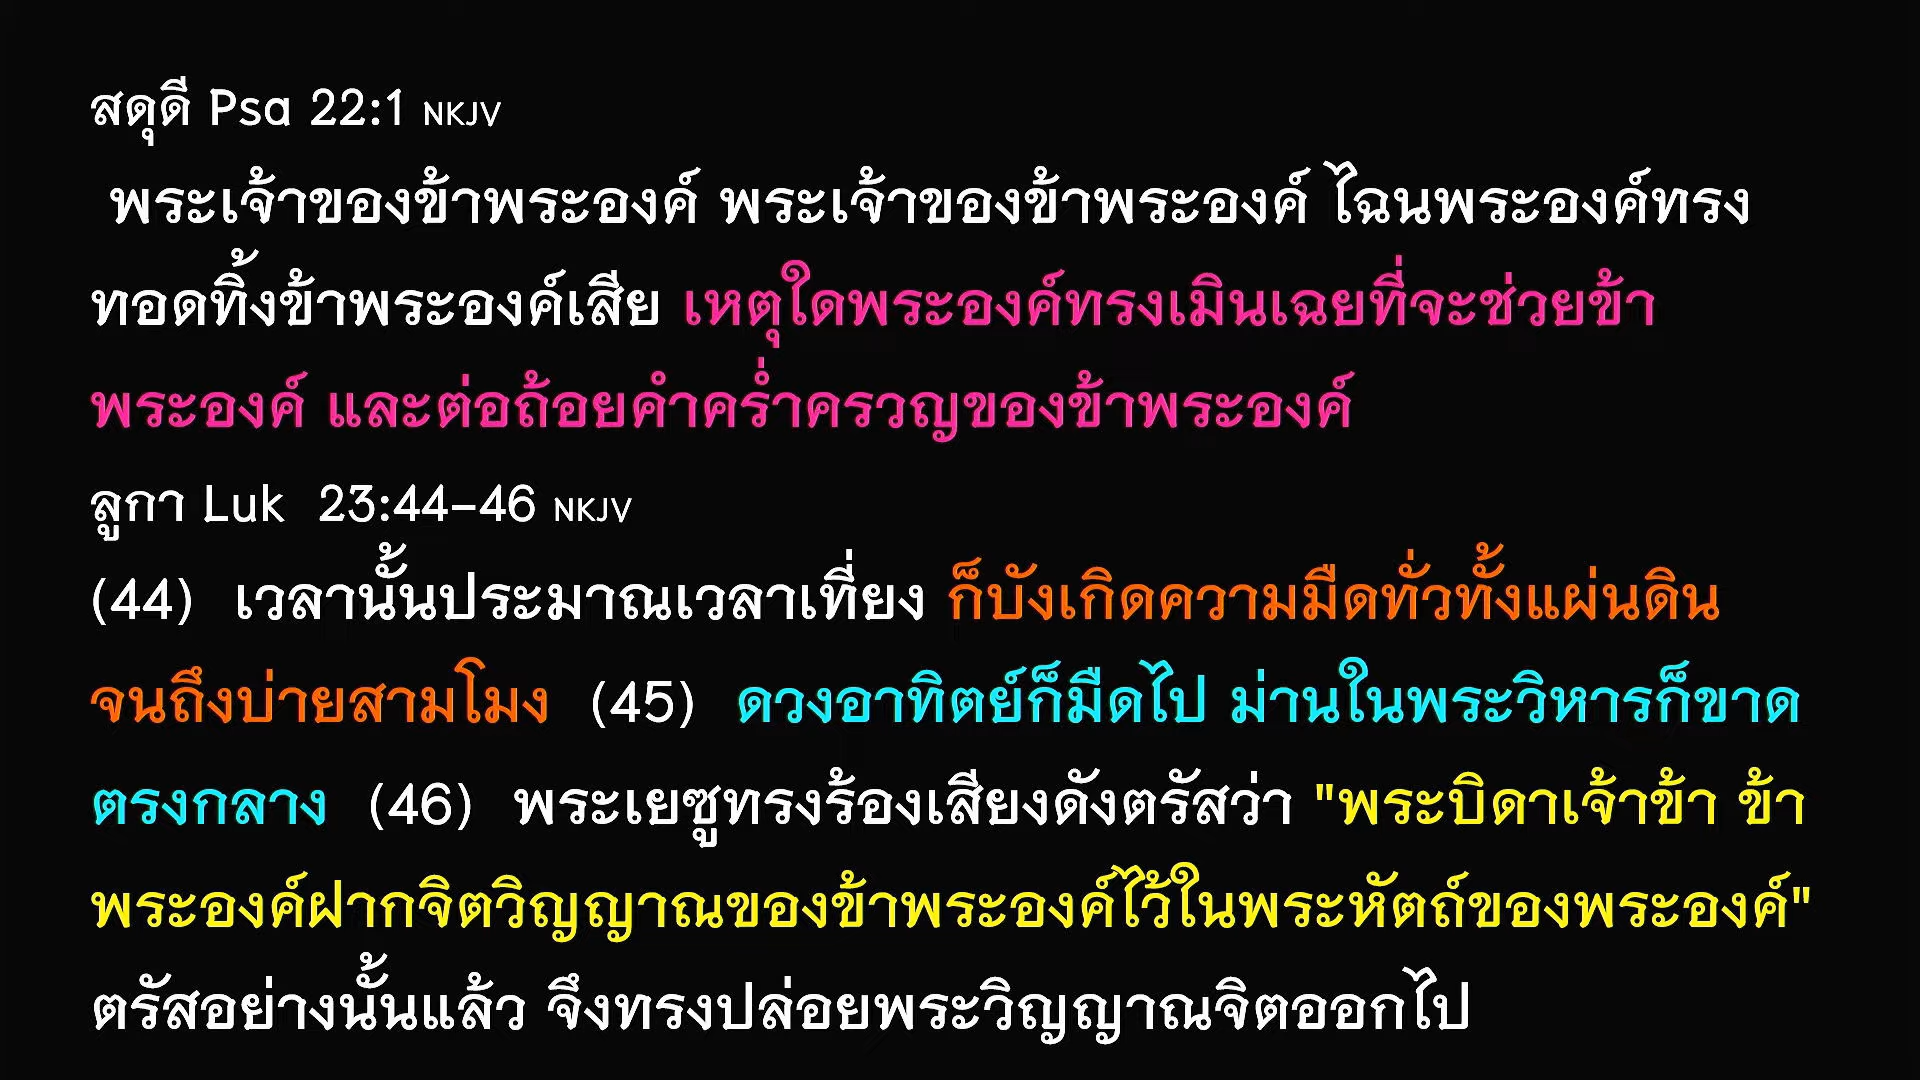 สดุดี Psa 22:1 NKJV
พระเจ้าของข้าพระองค์ พระเจ้าของข้าพระองค์ ไฉนพระองค์ทรง
ทอดทิ้งข้าพระองค์เสีย เหตุใดพระองค์ทรงเมินเฉยที่จะช่วยข้า
พระองค์ และต่อถ้อยคำคร่ำครวญของข้าพระองค์
ลูกา Luk 23:44-46 NKJV
(44) เวลานั้นประมาณเวลาเที่ยง ก็บังเกิดความมืดทั่วทั้งแผ่นดิน
จนถึงบ่ายสามโมง (45) ดวงอาทิตย์ก็มืดไป ม่านในพระวิหารก็ขาด
ตรงกลาง (46) พระเยซูทรงร้องเสียงดังตรัสว่า "พระบิดาเจ้าข้า ข้า
พระองค์ฝากจิตวิญญาณของข้าพระองค์ไว้ในพระหัตถ์ของพระองค์"
ตรัสอย่างนั้นแล้ว จึงทรงปล่อยพระวิญญาณจิตออกไป